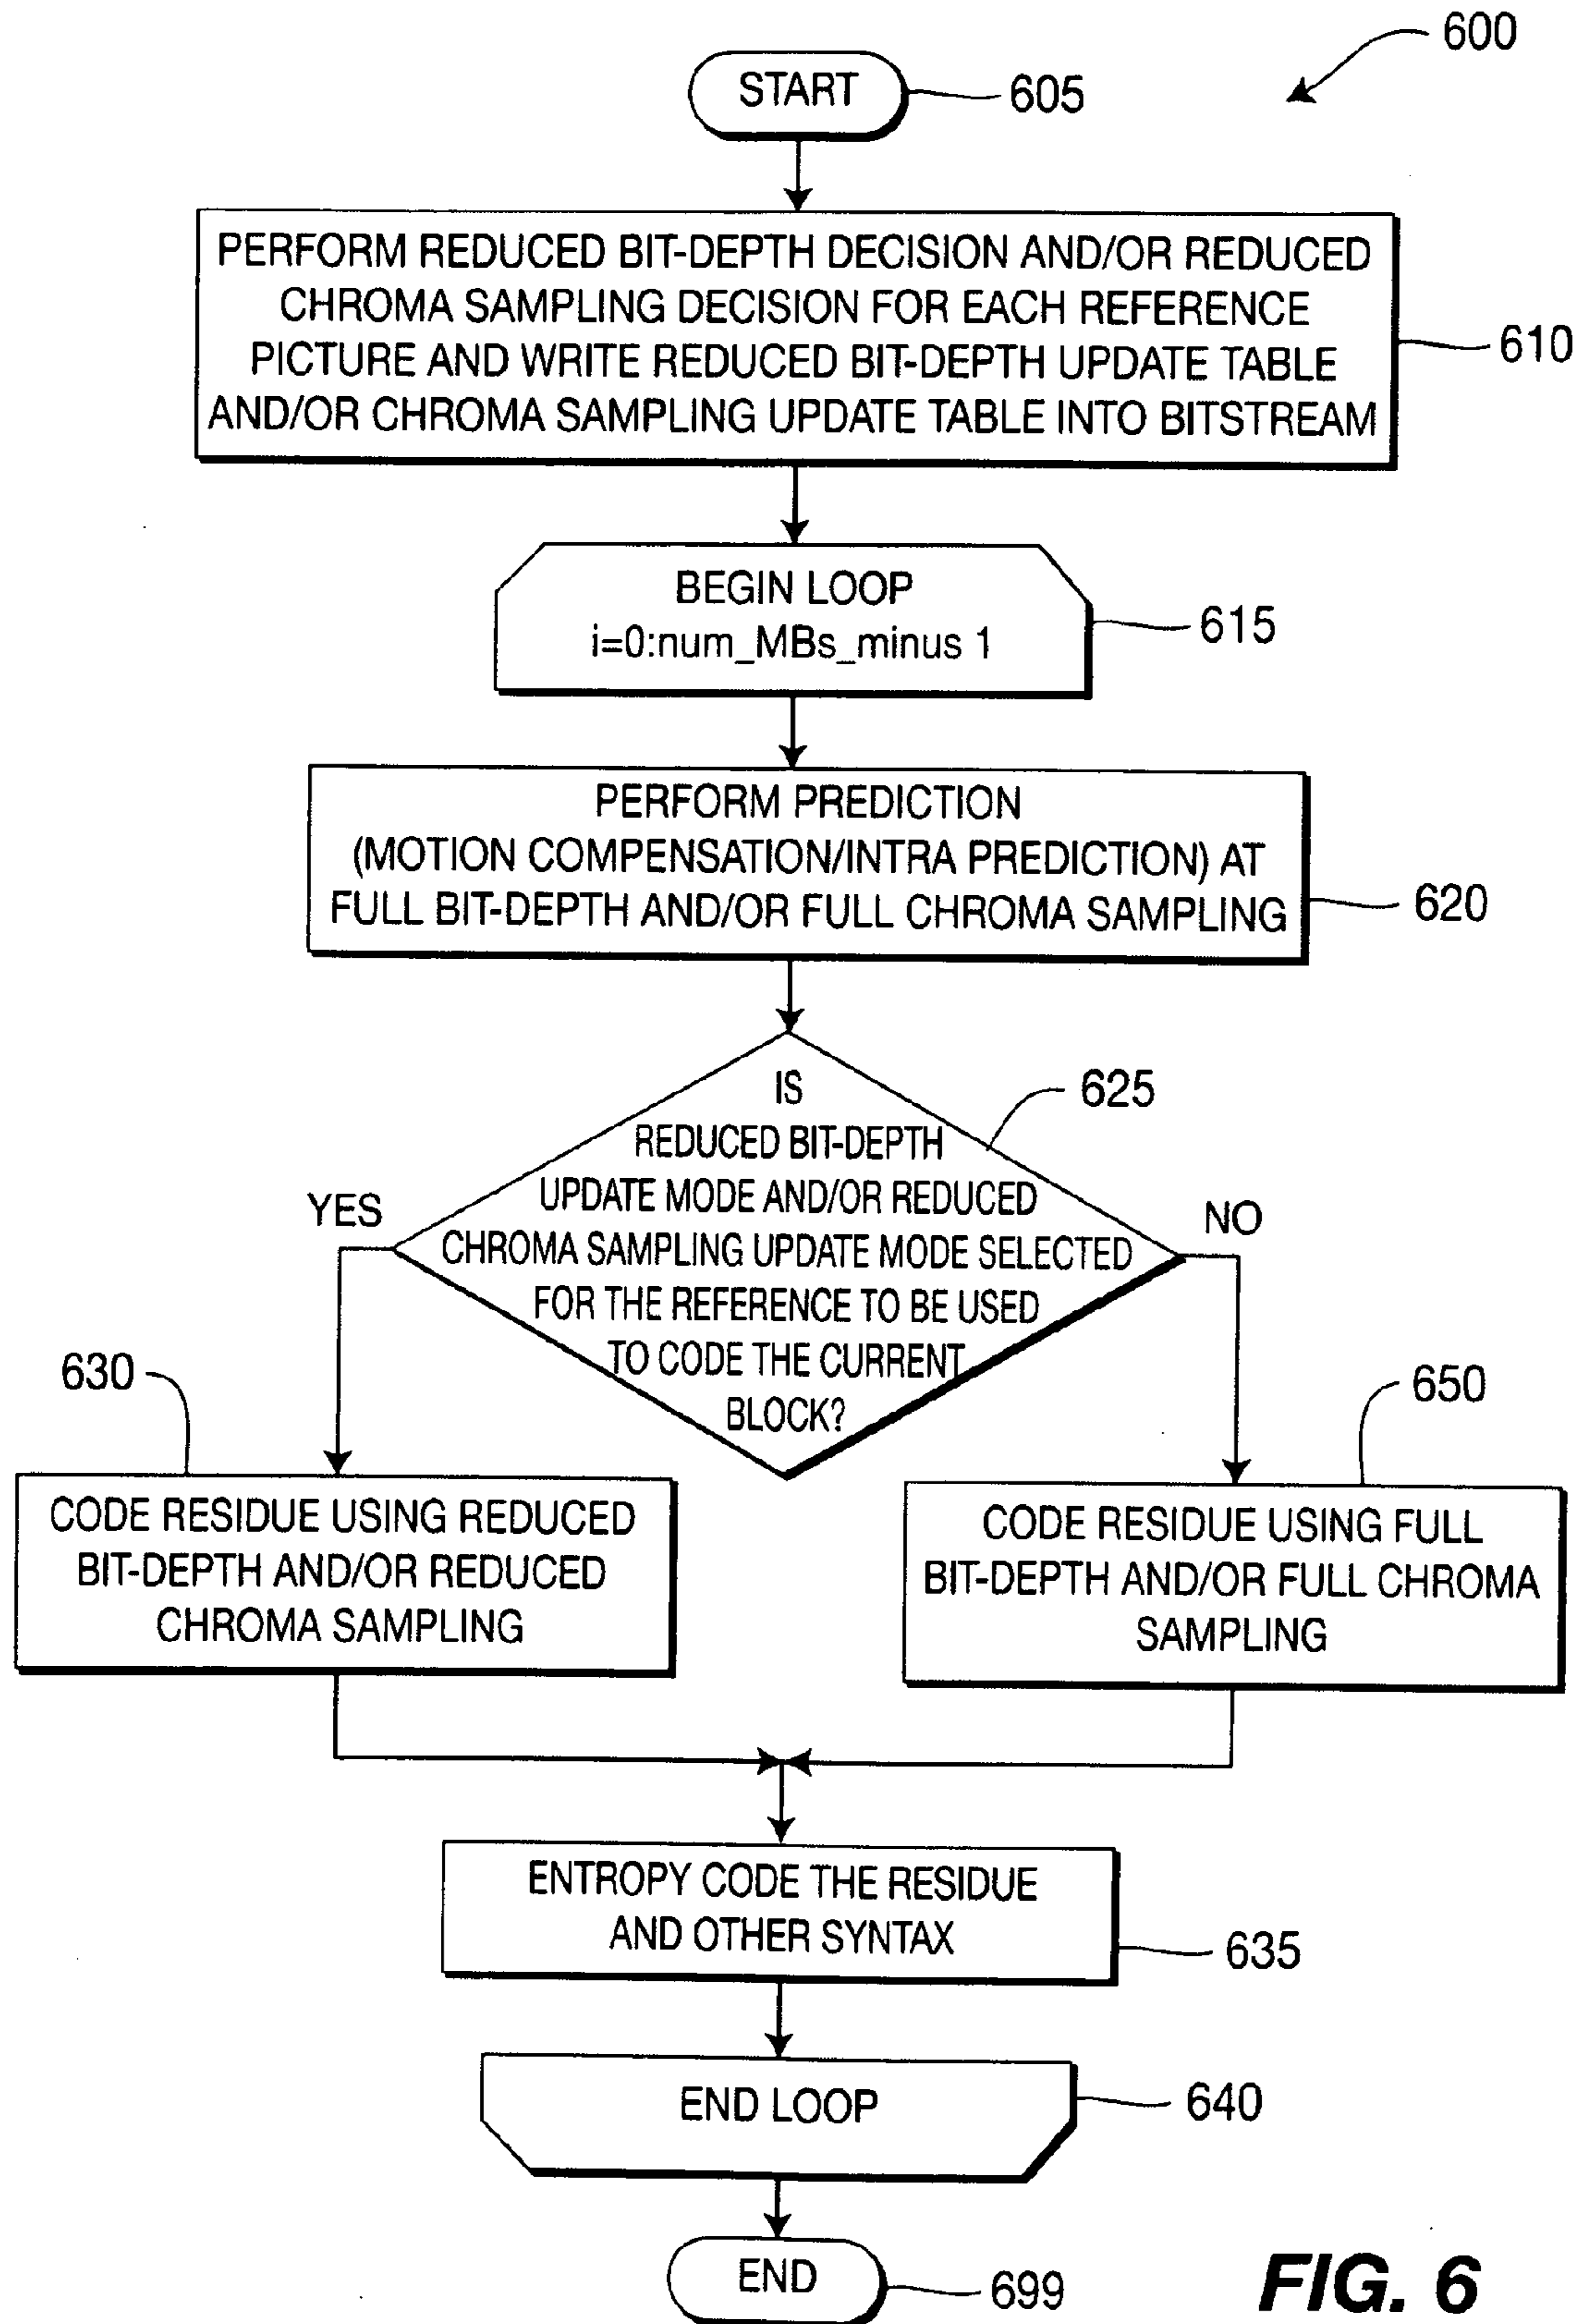 600
START
605
PERFORM REDUCED BIT-DEPTH DECISION AND/OR REDUCED
CHROMA SAMPLING DECISION FOR EACH REFERENCE
PICTURE AND WRITE REDUCED BIT-DEPTH UPDATE TABLE
AND/OR CHROMA SAMPLING UPDATE TABLE INTO BITSTREAM
610
BEGIN LOOP
i=0:num_MBs_minus 1
615
PERFORM PREDICTION
(MOTION COMPENSATION/INTRA PREDICTION) AT
FULL BIT-DEPTH AND/OR FULL CHROMA SAMPLING
620
IS
REDUCED BIT-DEPTH
UPDATE MODE AND/OR REDUCED
CHROMA SAMPLING UPDATE MODE SELECTED
FOR THE REFERENCE TO BE USED
TO CODE THE CURRENT
BLOCK?
625
YES
NO
630
CODE RESIDUE USING REDUCED
BIT-DEPTH AND/OR REDUCED
CHROMA SAMPLING
650
CODE RESIDUE USING FULL
BIT-DEPTH AND/OR FULL CHROMA
SAMPLING
ENTROPY CODE THE RESIDUE
AND OTHER SYNTAX
635
END LOOP
640
END
699
FIG. 6